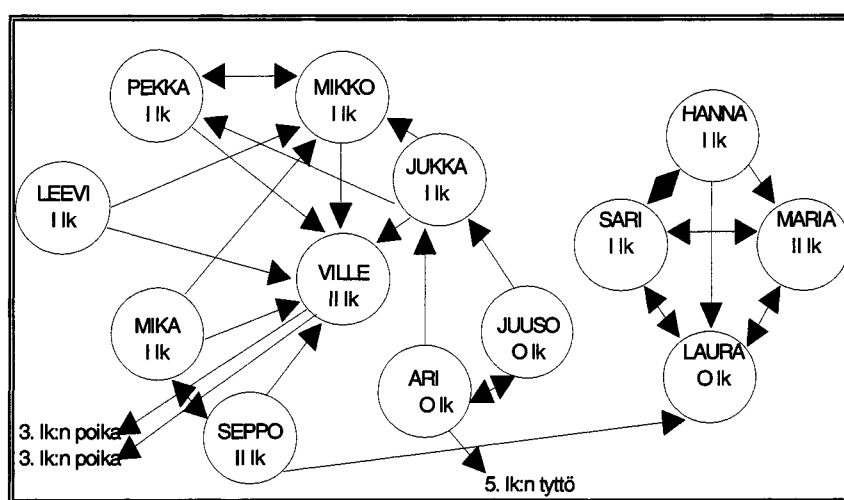 PEKKA
I lk
MIKKO
I lk
HANNA
I lk
JUKKA
I lk
LEEVI
I lk
SARI
I lk
MARIA
II lk
VILLE
II lk
MIKA
I lk
JUUSO
O lk
LAURA
O lk
ARI
O lk
SEPPO
II lk
3. lk:n poika
3. lk:n poika
5. lk:n tyttö